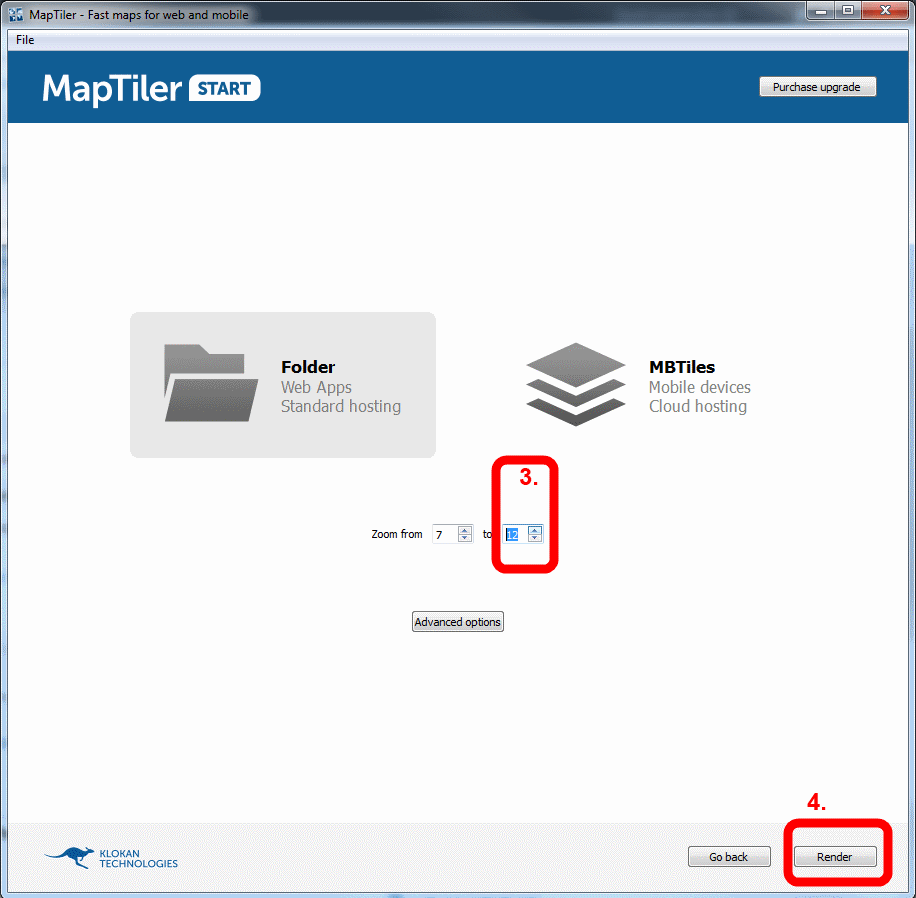 MapTiler - Fast maps for web and mobile
File
MapTiler START
Purchase upgrade
Folder
Web Apps
Standard hosting
MBTiles
Mobile devices
Cloud hosting
3.
Zoom from 7 to 12
Advanced options
4.
KLOKAN
TECHNOLOGIES
Go back
Render